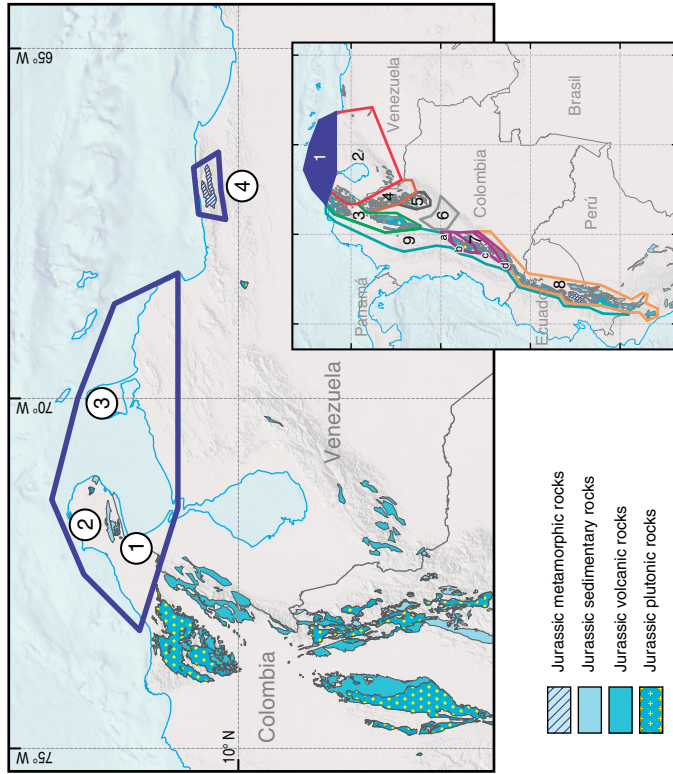 75° W
70° W
65° W
10° N
1
2
3
4
Colombia
Venezuela
Jurassic metamorphic rocks
Jurassic sedimentary rocks
Jurassic volcanic rocks
Jurassic plutonic rocks
Panamá
Venezuela
Colombia
Ecuador
Perú
Brasil
1
2
3
4
5
6
7
8
9
a
b
c
d